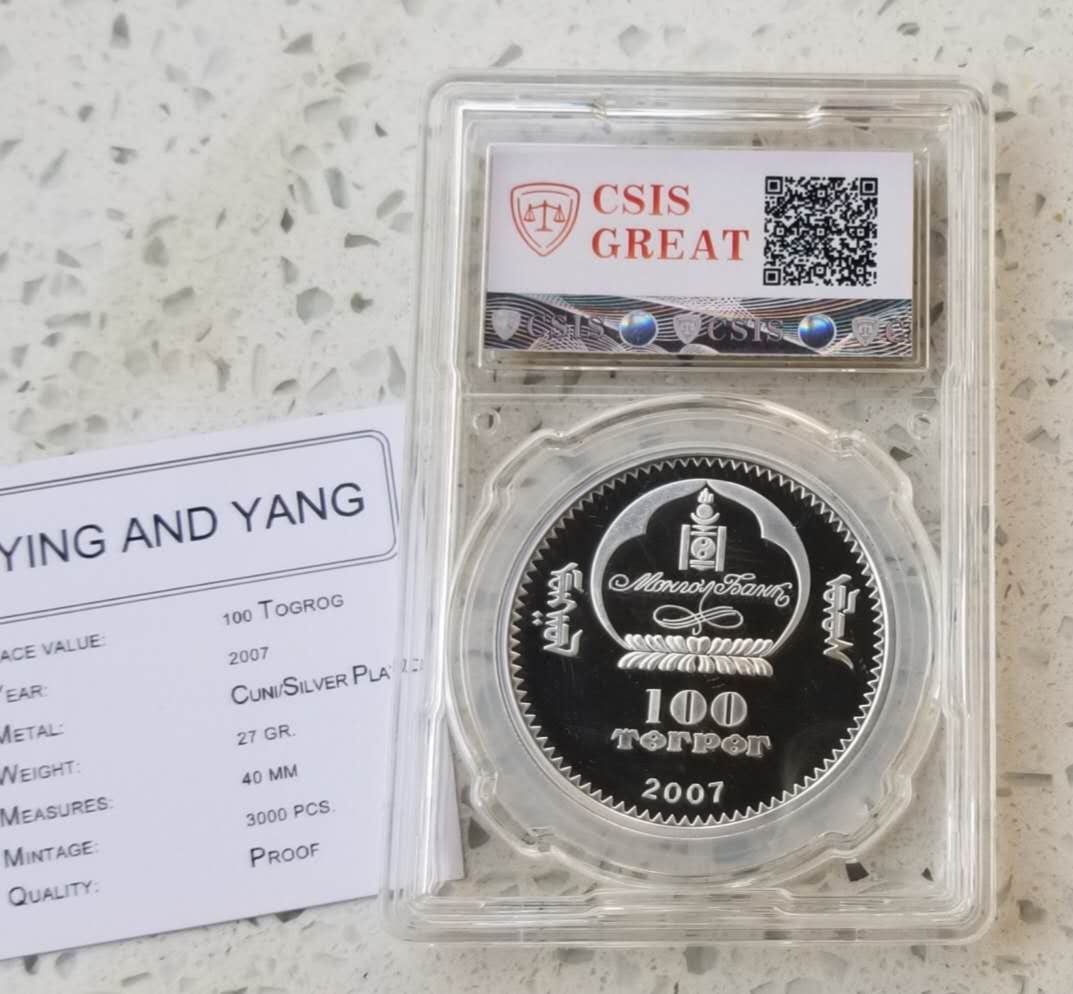 CSIS
GREAT
CSIS CSIS C
Монгол Банк
100
төгрөг
2007
YING AND YANG
ACE VALUE: 100 TOGROG
YEAR: 2007
METAL: CUNI/SILVER PLA
WEIGHT: 27 GR.
MEASURES: 40 MM
MINTAGE: 3000 PCS.
QUALITY: PROOF